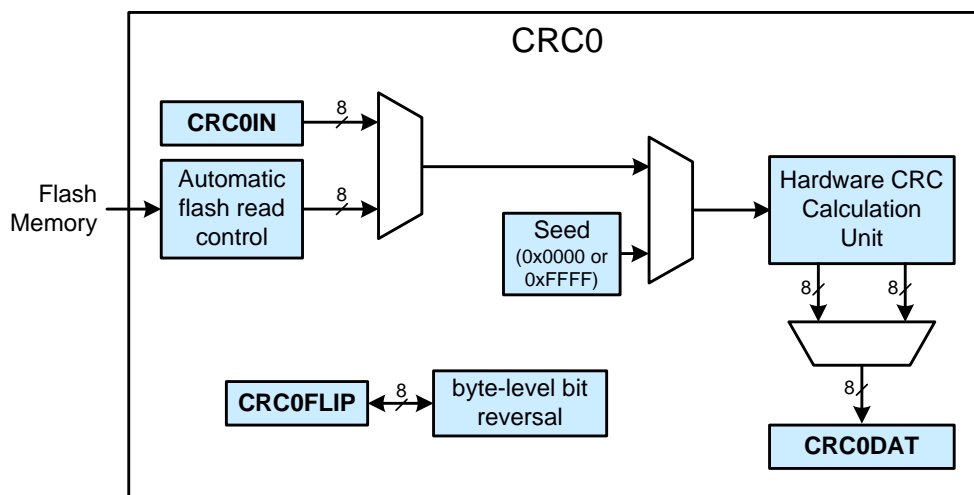 CRC0
CRC0IN
8
Automatic
flash read
control
8
Flash
Memory
Seed
(0x0000 or
0xFFFF)
Hardware CRC
Calculation
Unit
8
8
8
CRC0DAT
CRC0FLIP
8
byte-level bit
reversal